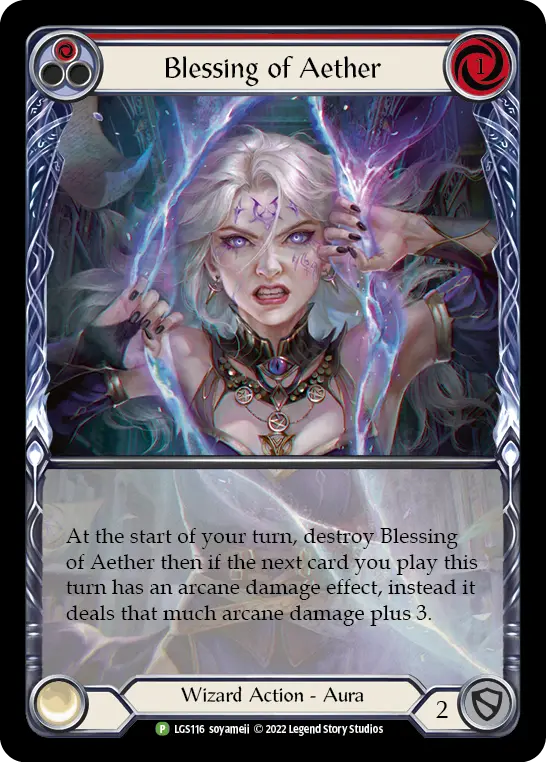 Blessing of Aether
1
At the start of your turn, destroy Blessing
of Aether then if the next card you play this
turn has an arcane damage effect, instead it
deals that much arcane damage plus 3.
Wizard Action - Aura
2
P LGS116 soyameii © 2022 Legend Story Studios